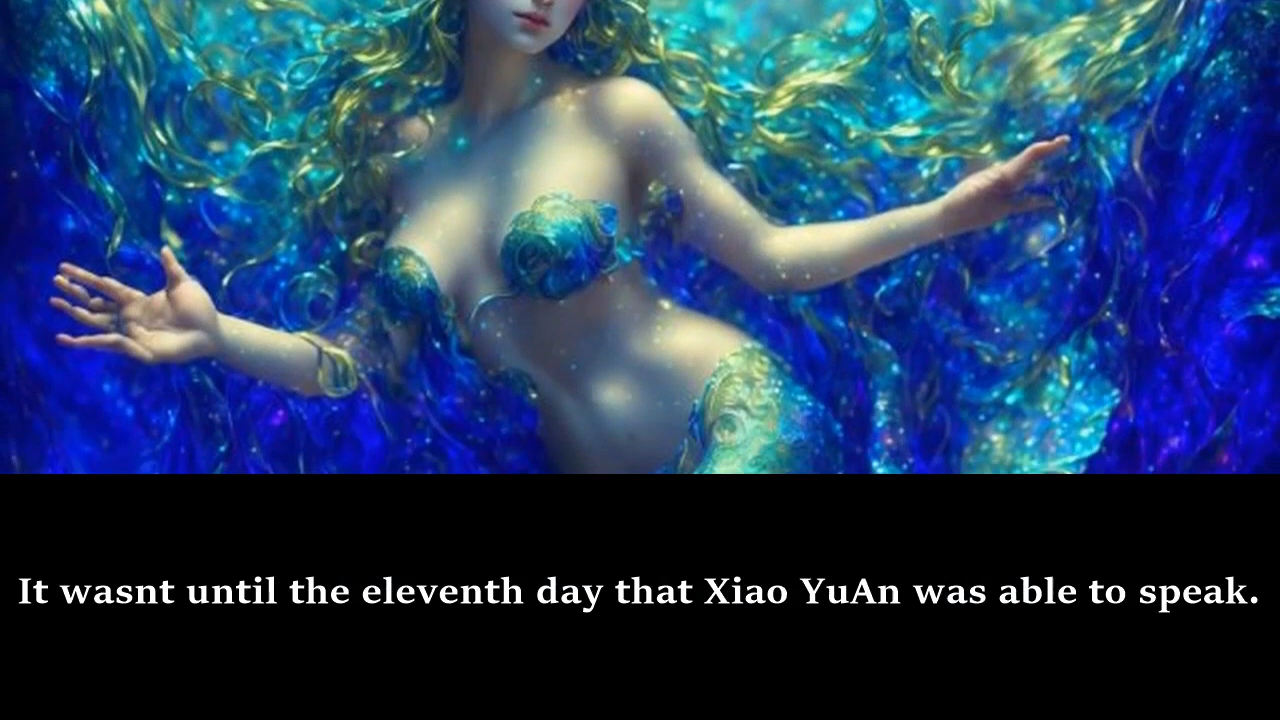 It wasnt until the eleventh day that Xiao YuAn was able to speak.